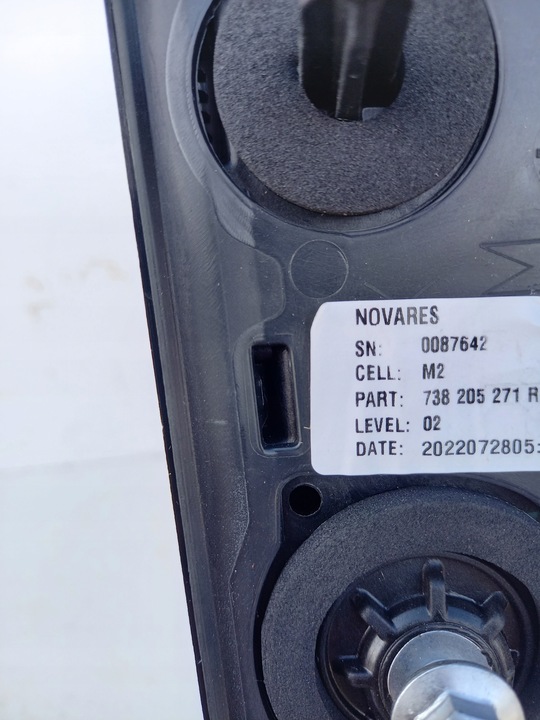 NOVARES
SN: 0087642
CELL: M2
PART: 738 205 271 R
LEVEL: 02
DATE: 2022072805: